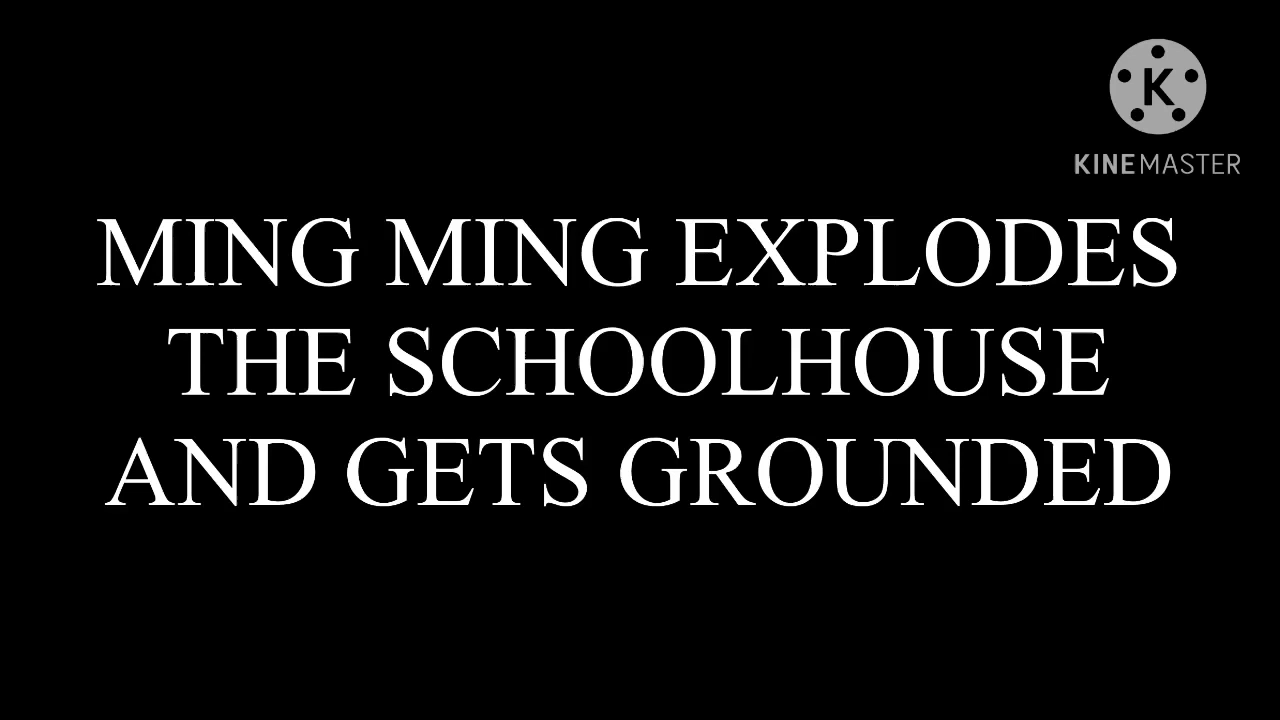 K
KINEMASTER
MING MING EXPLODES
THE SCHOOLHOUSE
AND GETS GROUNDED